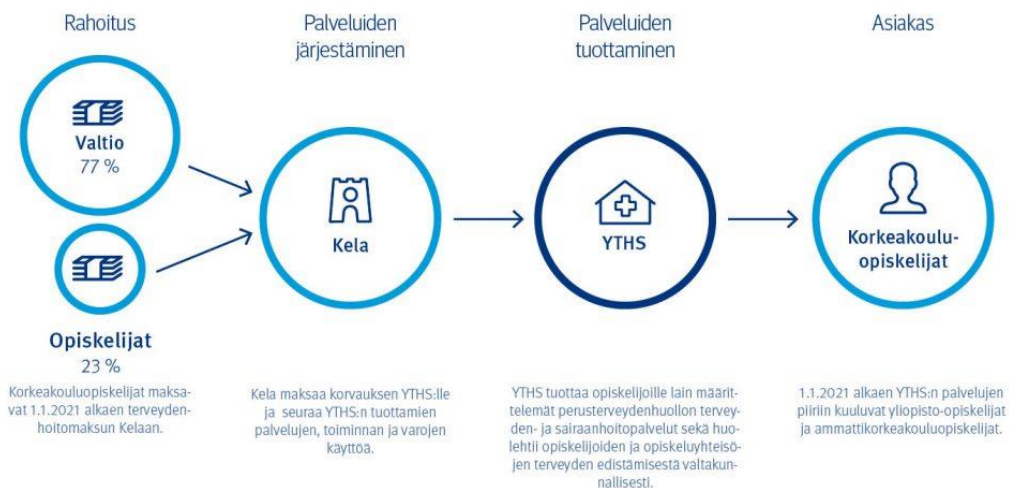 Rahoitus
Palveluiden
järjestäminen
Palveluiden
tuottaminen
Asiakas
Valtio
77 %
Opiskelijat
23 %
Kela
YTHS
Korkeakoulu-
opiskelijat
Korkeakouluopiskelijat maksa-
vat 1.1.2021 alkaen terveyden-
hoitomaksun Kelaan.
Kela maksaa korvauksen YTHS:lle
ja seuraa YTHS:n tuottamien
palvelujen, toiminnan ja varojen
käyttöä.
YTHS tuottaa opiskelijoille lain määrit-
telemät perusterveydenhuollon tervey-
den- ja sairaanhoitopalvelut sekä huo-
lehtii opiskelijoiden ja opiskeluyhteisö-
jen terveyden edistämisestä valtakun-
nallisesti.
1.1.2021 alkaen YTHS:n palvelujen
piiriin kuuluvat yliopisto-opiskelijat
ja ammattikorkeakouluopiskelijat.